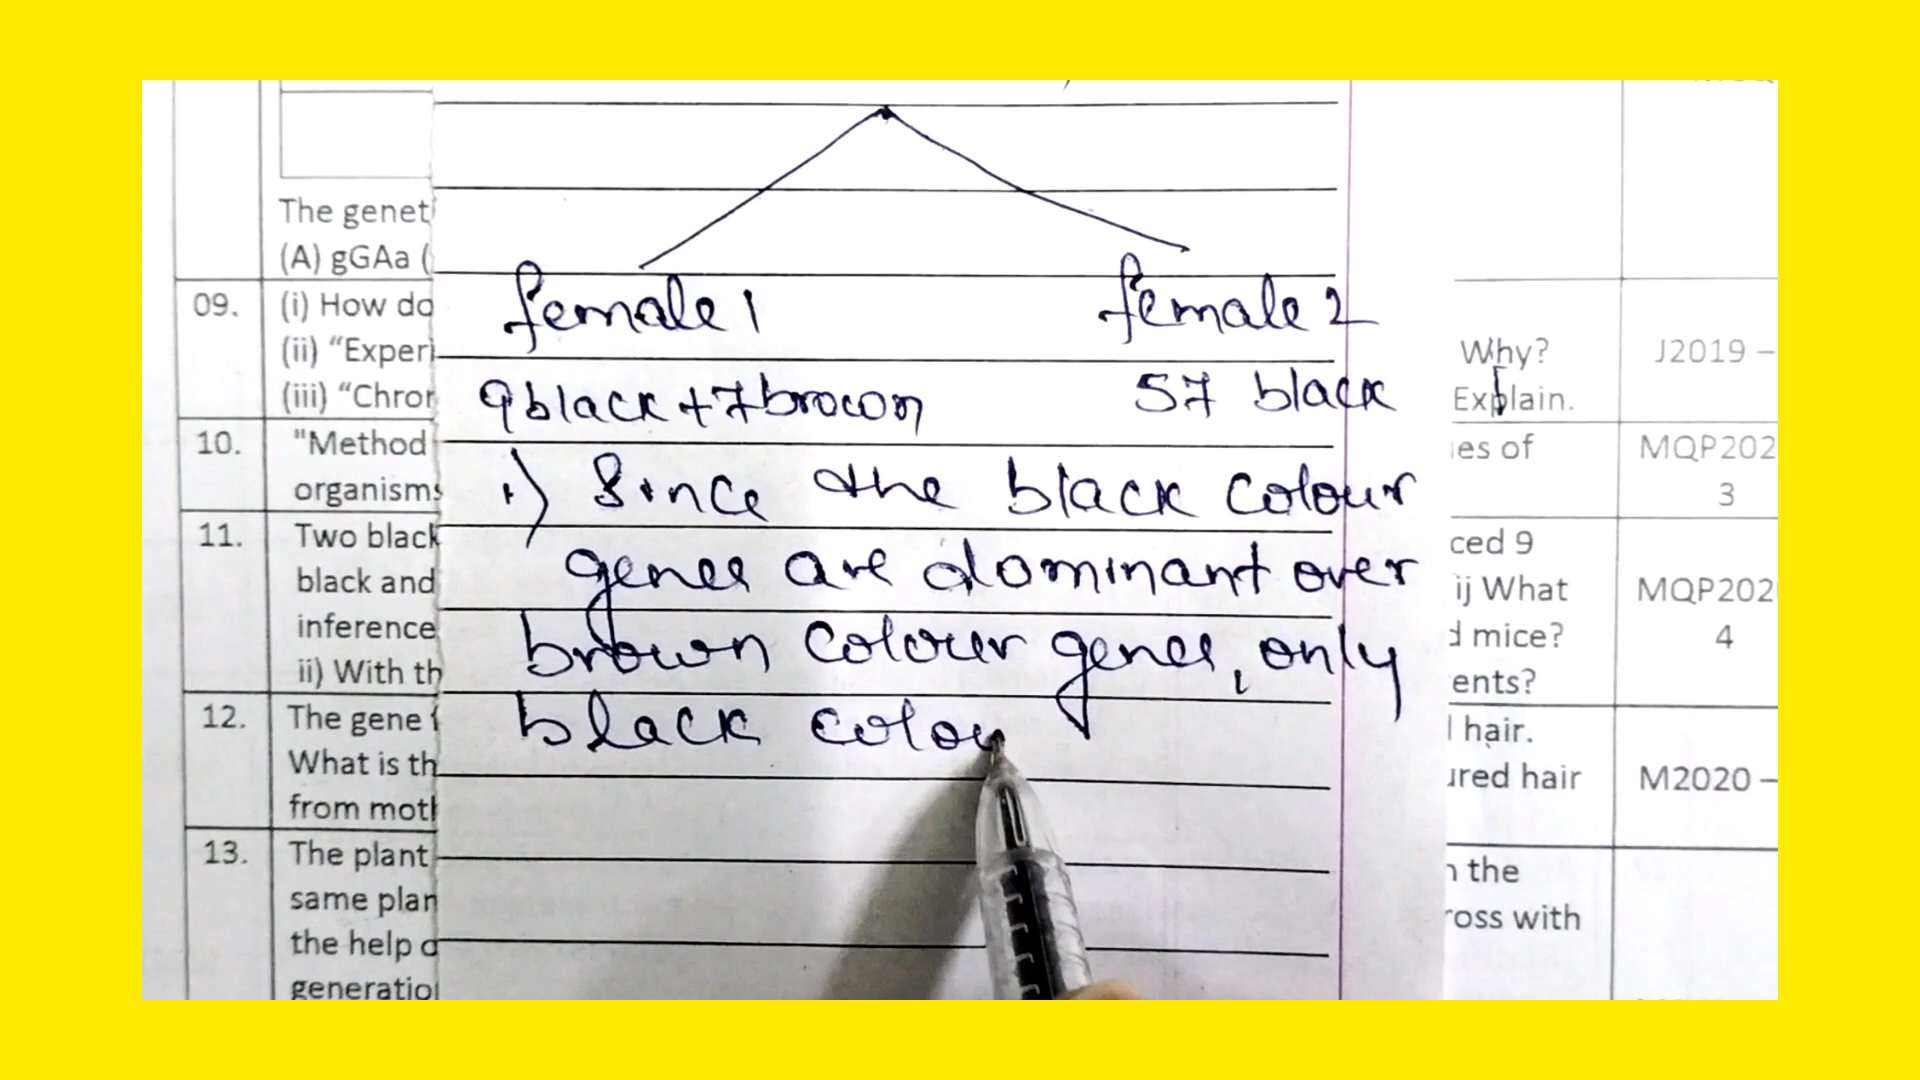 The genet
(A) gGAa (
09.
(i) How do
(ii) "Experi
(iii) "Chror
Why?
Explain.
J2019 –
10.
"Method
organisms
ies of
MQP202
3
11.
Two black
black and
inference
ii) With th
ced 9
ij What
d mice?
ents?
MQP202
4
12.
The gene f
What is th
from moth
l hair.
ured hair
M2020 –
13.
The plant
same plan
the help o
generation
n the
ross with
female 1
female 2
9 black + 7 brown
57 black
i) Since the black colour
genes are dominant over
brown colour genes, only
black colou